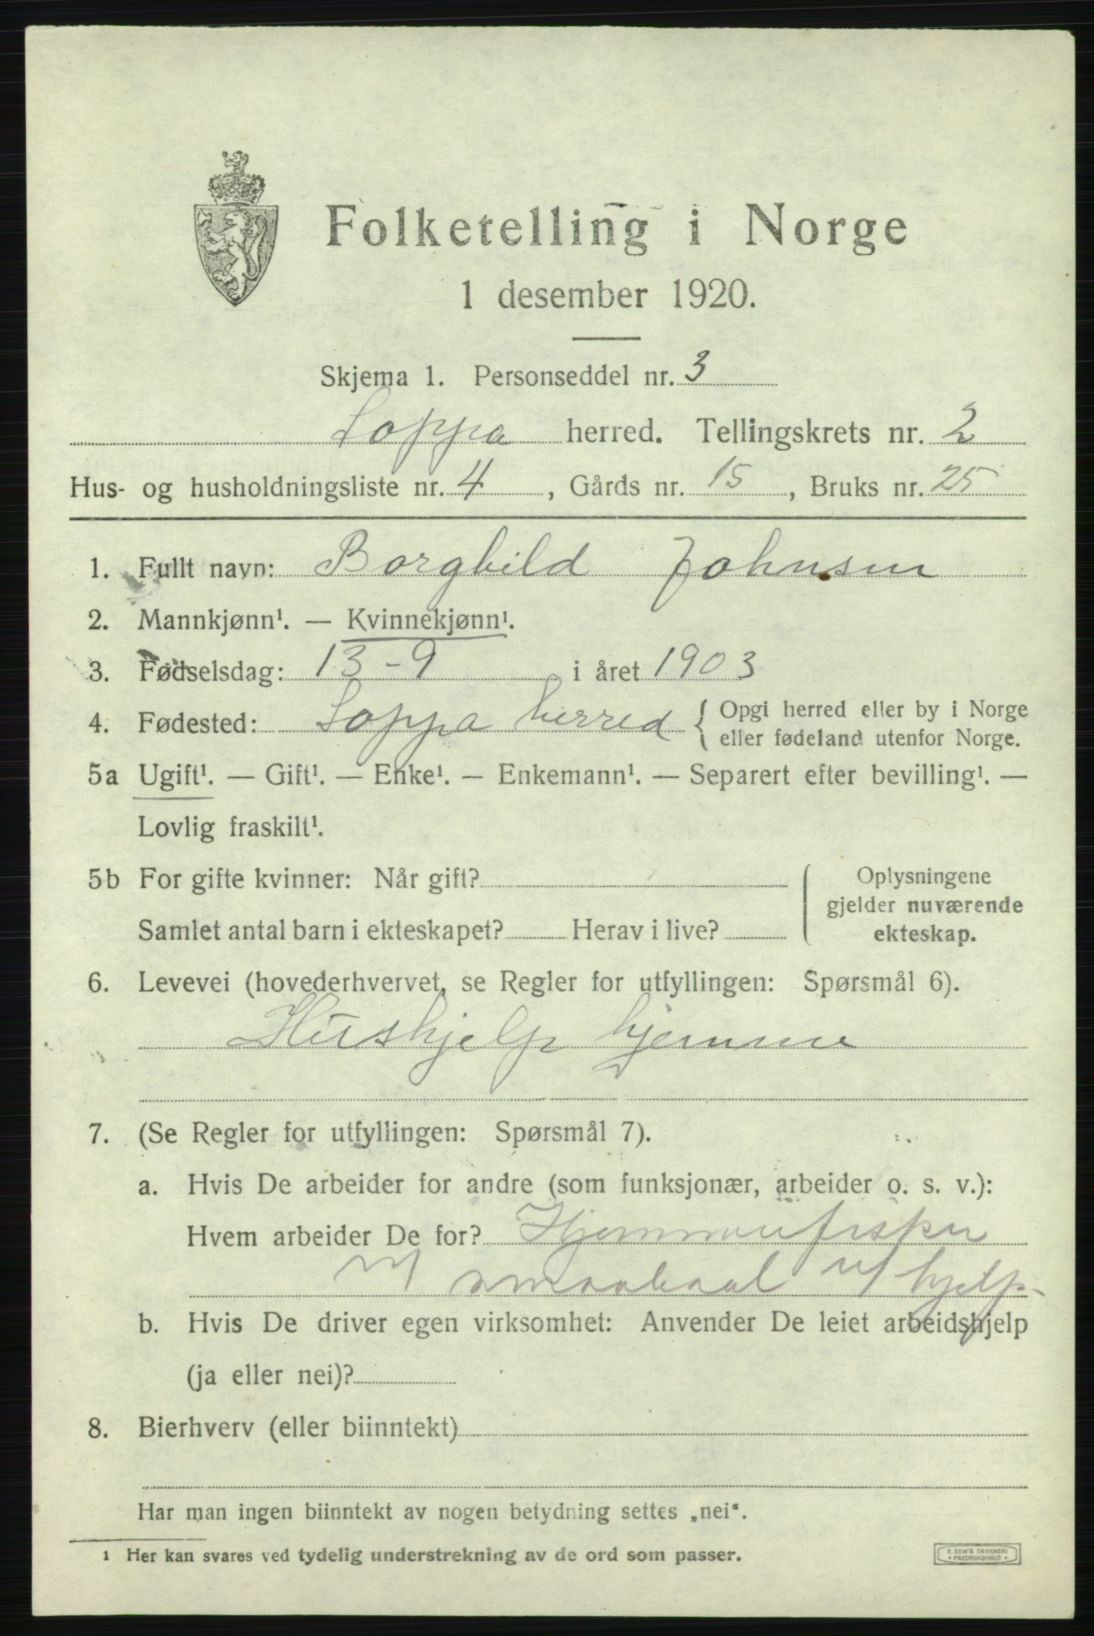 Folketelling i Norge
1 desember 1920.
Skjema 1. Personseddel nr. 3
Loppa herred. Tellingskrets nr. 2
Hus- og husholdningsliste nr. 4, Gårds nr. 15, Bruks nr. 25
1. Fullt navn: Borghild Johnsen
2. Mannkjønn¹. — Kvinnekjønn¹.
3. Fødselsdag: 13-9 i året 1903
4. Fødested: Loppa herred { Opgi herred eller by i Norge
eller fødeland utenfor Norge.
5a Ugift¹. — Gift¹. — Enke¹. — Enkemann¹. — Separert efter bevilling¹. —
Lovlig fraskilt¹.
5b For gifte kvinner: Når gift?
Samlet antal barn i ekteskapet? Herav i live?
Oplysningene
gjelder nuværende
ekteskap.
6. Levevei (hovederhvervet, se Regler for utfyllingen: Spørsmål 6).
Hushjelp hjemme
7. (Se Regler for utfyllingen: Spørsmål 7).
a. Hvis De arbeider for andre (som funksjonær, arbeider o. s. v.):
Hvem arbeider De for? Hjemmefisker
m/ smaabaat u/ hjelp-
b. Hvis De driver egen virksomhet: Anvender De leiet arbeidshjelp
(ja eller nei)?
8. Bierhverv (eller biinntekt)
Har man ingen biinntekt av nogen betydning settes „nei“.
¹ Her kan svares ved tydelig understrekning av de ord som passer.
E. SEM'S TRYKKERI
• FREDRIKSHALD •